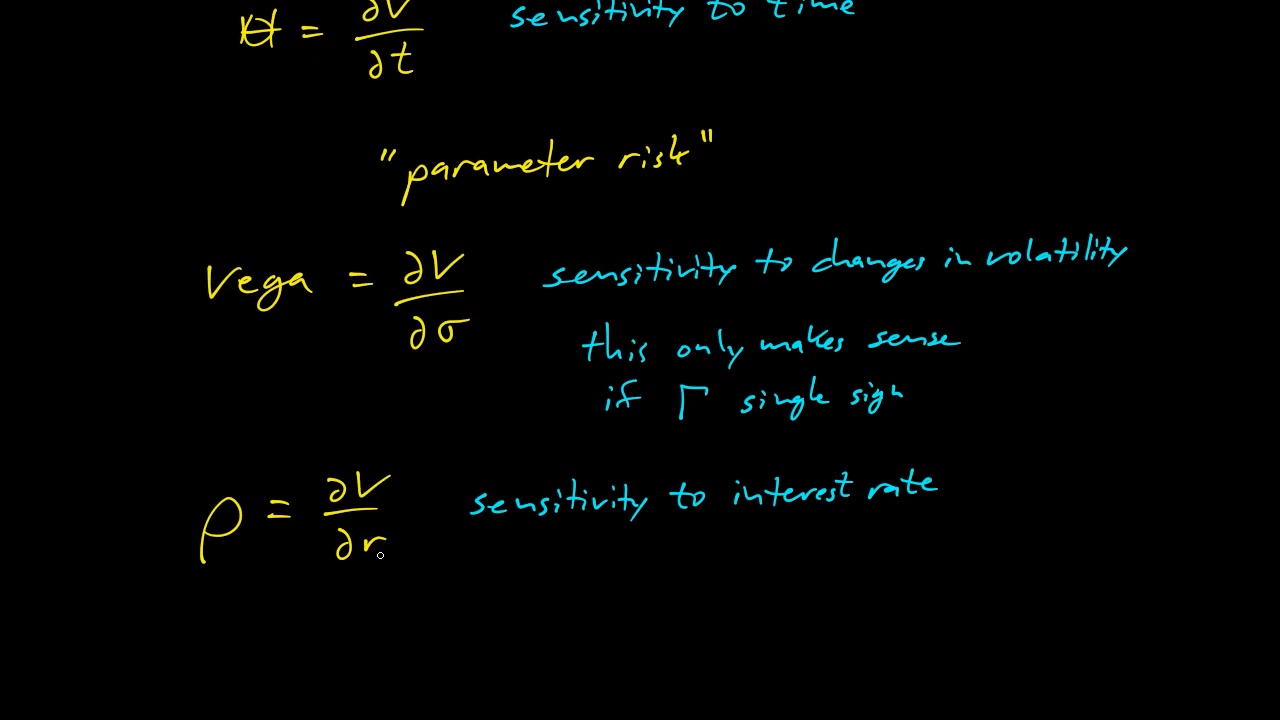 Θ = ∂V/∂t sensitivity to time
"parameter risk"
Vega = ∂V/∂σ sensitivity to changes in volatility
this only makes sense
if Γ single sign
ρ = ∂V/∂r sensitivity to interest rate